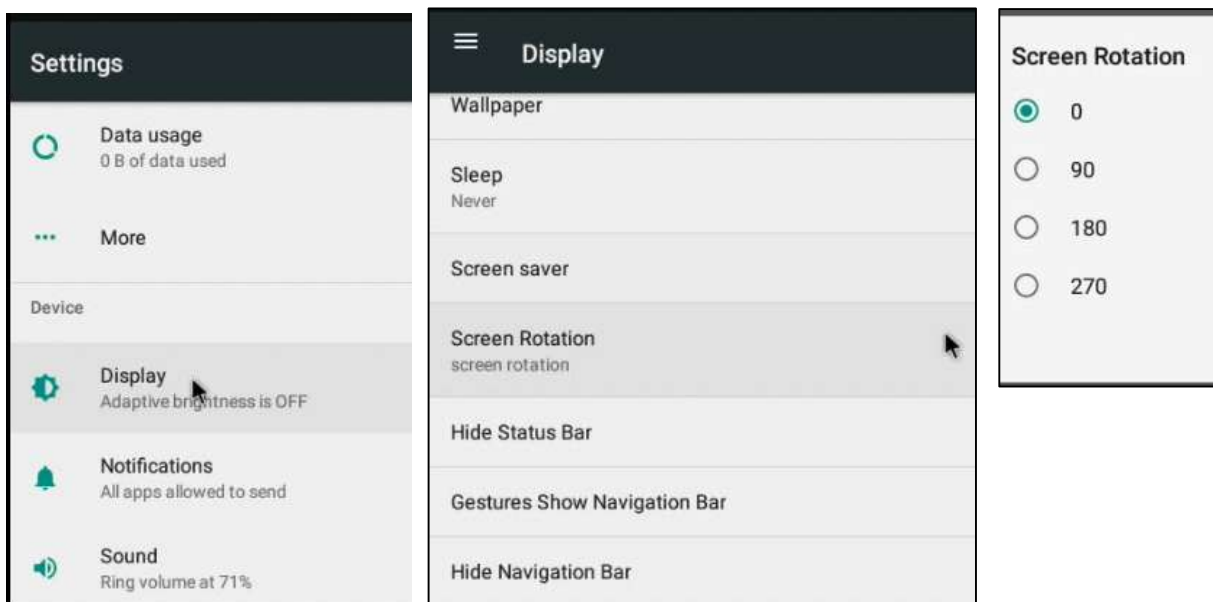 Settings
Data usage
0 B of data used
More
Device
Display
Adaptive brightness is OFF
Notifications
All apps allowed to send
Sound
Ring volume at 71%
Display
Wallpaper
Sleep
Never
Screen saver
Screen Rotation
screen rotation
Hide Status Bar
Gestures Show Navigation Bar
Hide Navigation Bar
Screen Rotation
0
90
180
270